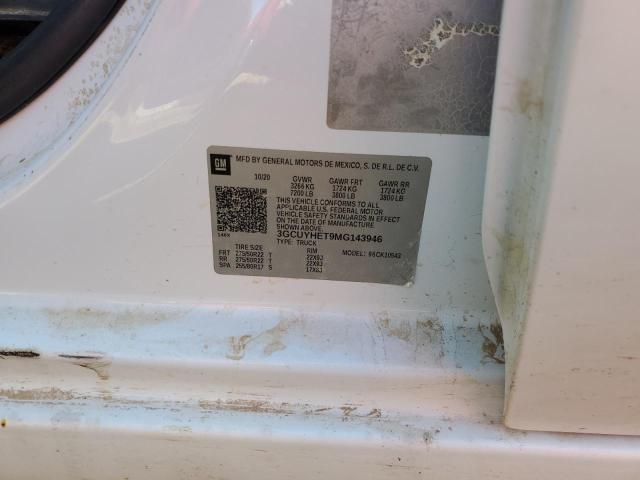 GM
MFD BY GENERAL MOTORS DE MEXICO, S. DE R.L. DE C.V.
10/20 GVWR GAWR FRT GAWR RR
3266 KG 1724 KG 1724 KG
7200 LB 3800 LB 3800 LB
THIS VEHICLE CONFORMS TO ALL
APPLICABLE U.S. FEDERAL MOTOR
VEHICLE SAFETY STANDARDS IN
EFFECT ON THE DATE OF
MANUFACTURE SHOWN ABOVE.
3GCUYHET9MG143946
TYPE: TRUCK
TIRE SIZE RIM MODEL:
FRT 275/50R22 T 22X9J
RR 275/50R22 T 22X9J
SPA 265/80R17 S 17X8J